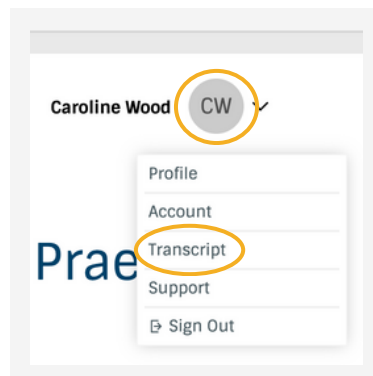 Caroline Wood CW
Profile
Account
Prae Transcript
Support
Sign Out